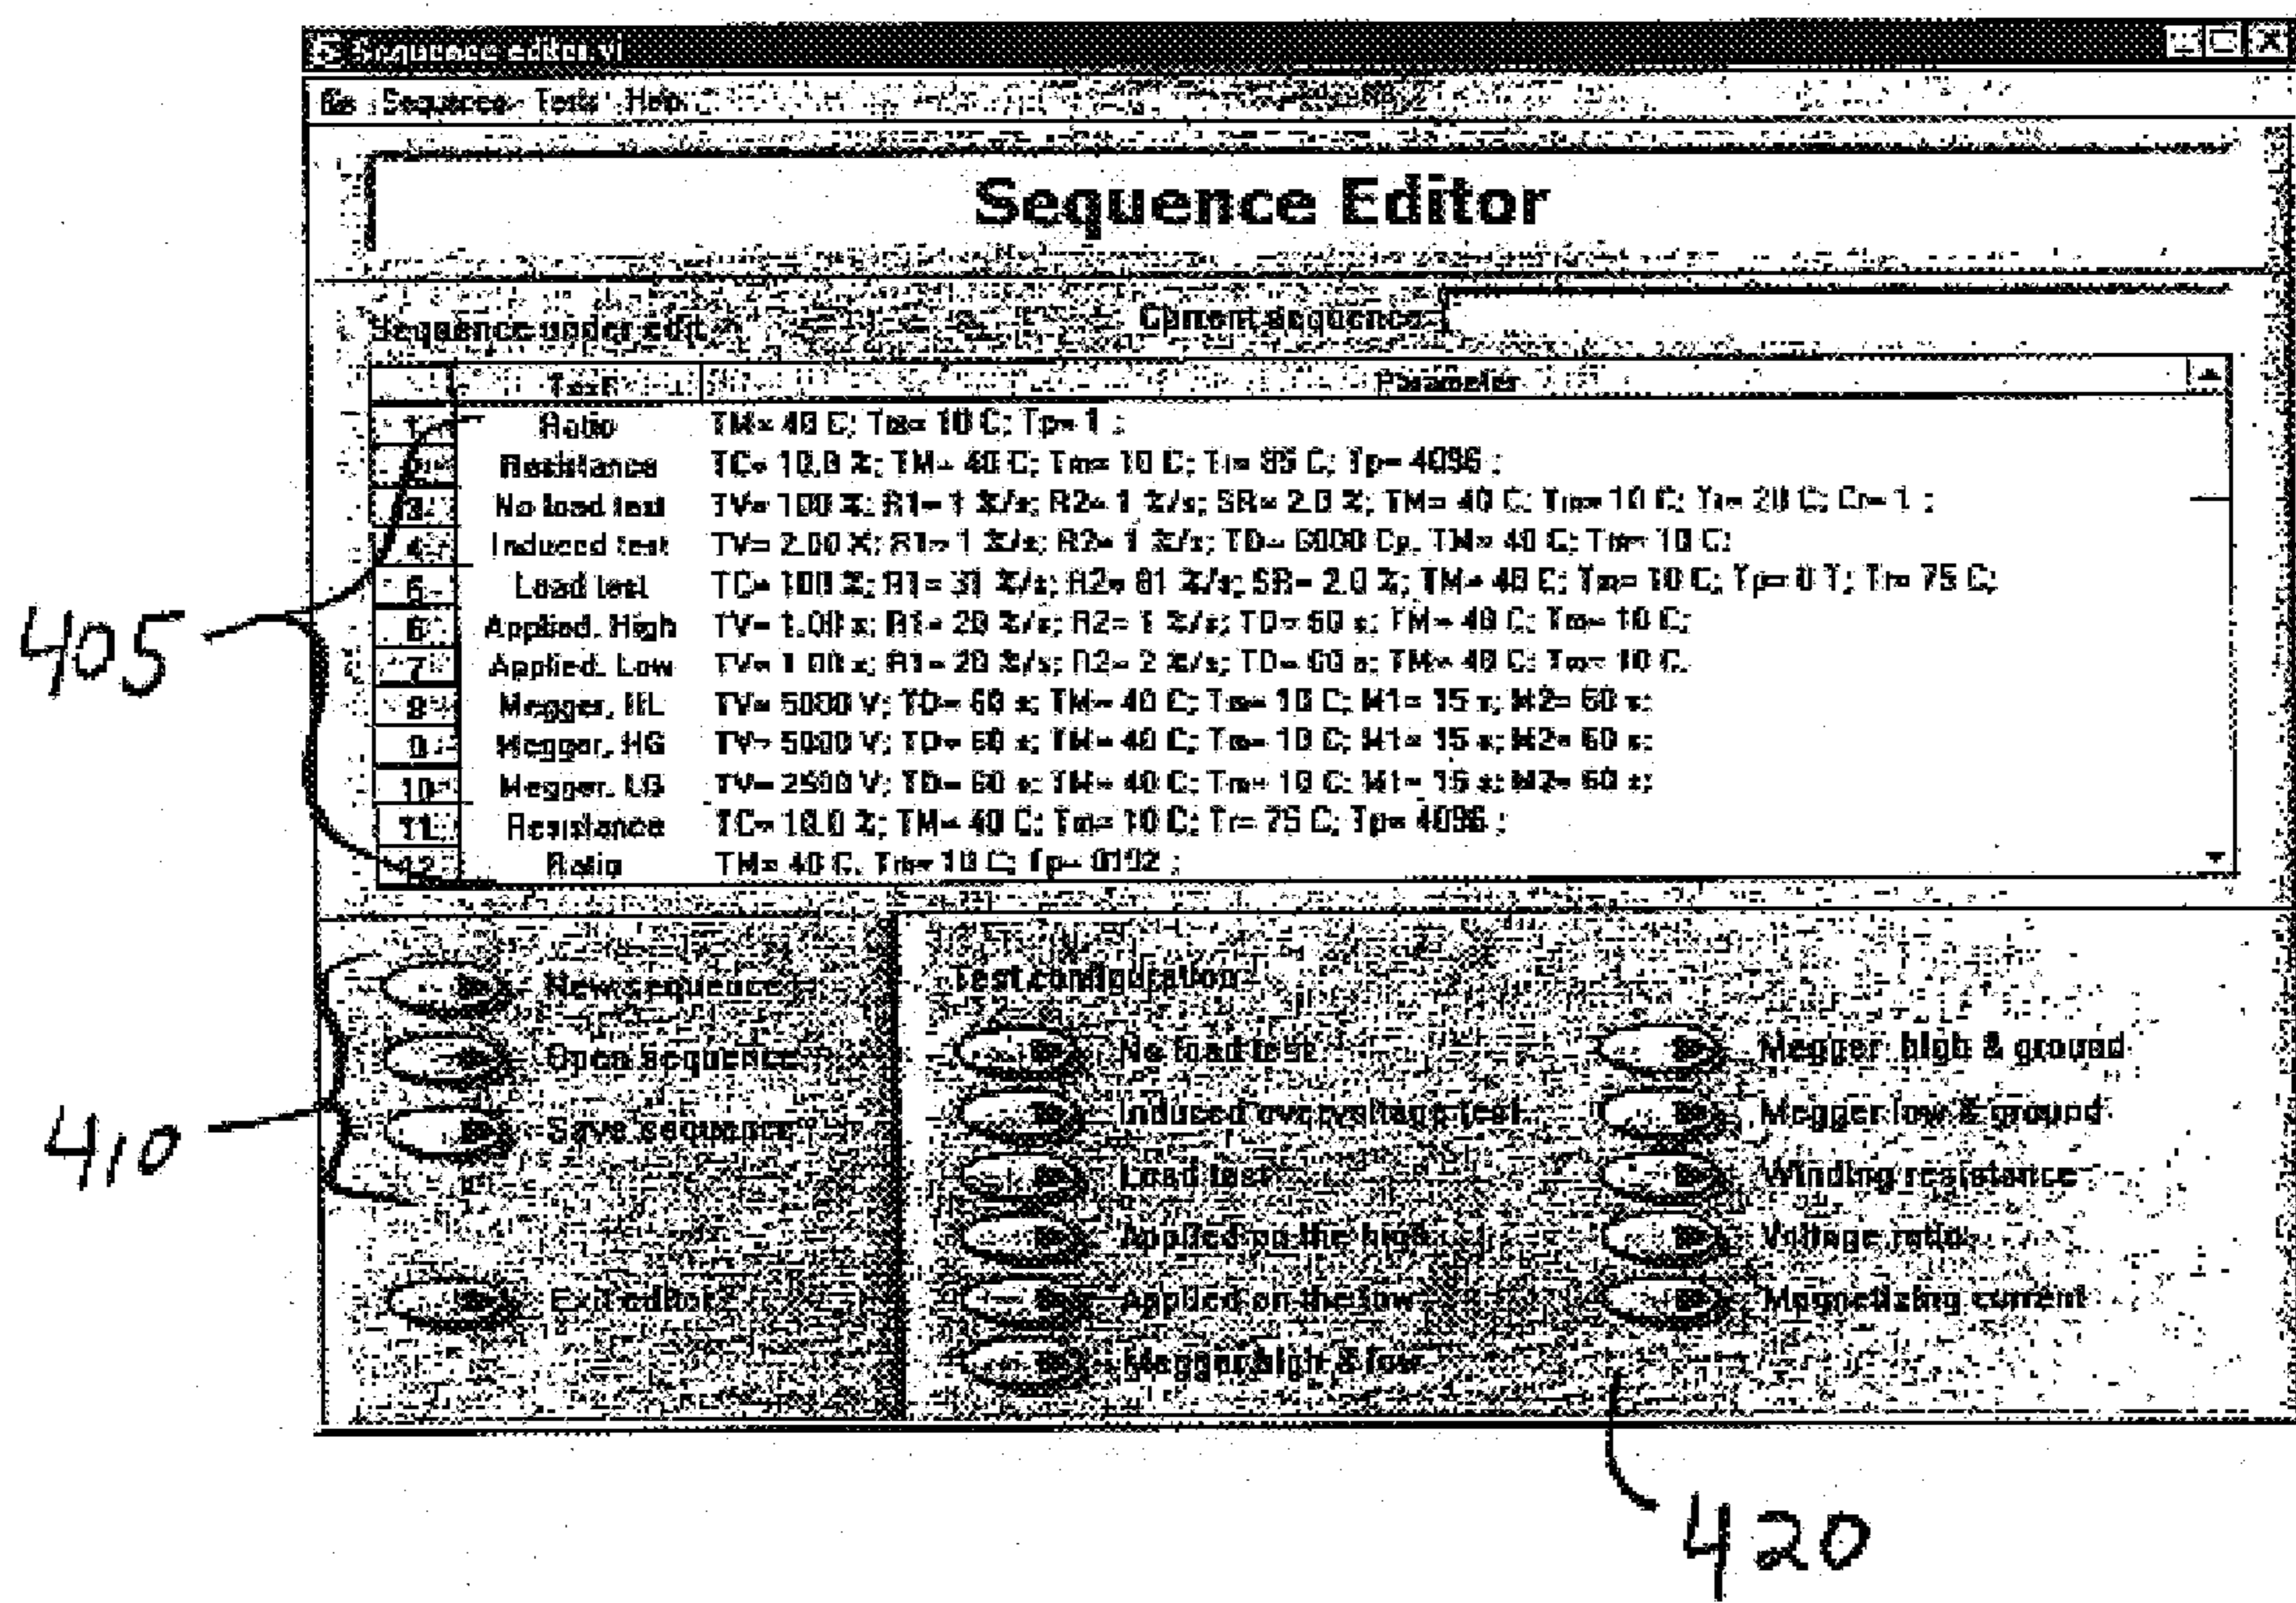 Sequence editor.vi
Sequence Tests Help
Sequence Editor
Sequence under edit
Current sequence
Test Parameter
1 Ratio TM= 40 C; Tm= 10 C; Tp= 1 ;
2 Resistance TC= 10.0 %; TM= 40 C; Tm= 10 C; Tr= 85 C; Tp= 4096 ;
3 No load test TV= 100 %; R1= 1 %/s; R2= 1 %/s; SR= 2.0 %; TM= 40 C; Tm= 10 C; Tr= 20 C; Cr= 1 ;
4 Induced test TV= 2.00 X; R1= 1 %/s; R2= 1 %/s; TD= 6000 Cp. TM= 40 C; Tm= 10 C;
5 Load test TC= 100 %; R1= 31 %/s; R2= 81 %/s; SR= 2.0 %; TM= 40 C; Tm= 10 C; Tp= 0 T; Tr= 75 C;
6 Applied. High TV= 1.00 x; R1= 20 %/s; R2= 1 %/s; TD= 60 s; TM= 40 C; Tm= 10 C;
7 Applied. Low TV= 1.00 x; R1= 20 %/s; R2= 2 %/s; TD= 60 s; TM= 40 C; Tm= 10 C.
8 Megger, HL TV= 5000 V; TD= 60 s; TM= 40 C; Tm= 10 C; M1= 15 s; M2= 60 s;
9 Megger, HG TV= 5000 V; TD= 60 s; TM= 40 C; Tm= 10 C; M1= 15 s; M2= 60 s;
10 Megger, LG TV= 2500 V; TD= 60 s; TM= 40 C; Tm= 10 C; M1= 15 s; M2= 60 s;
11 Resistance TC= 10.0 %; TM= 40 C; Tm= 10 C; Tr= 75 C; Tp= 4096 ;
12 Ratio TM= 40 C. Tm= 10 C; Tp= 8192 ;
405
New sequence
Open sequence
Save sequence
Exit editor
410
Test configuration
No load test
Induced overvoltage test
Load test
Applied on the high
Applied on the low
Megger high & low
Megger high & ground
Megger low & ground
Winding resistance
Voltage ratio
Magnetizing current
420